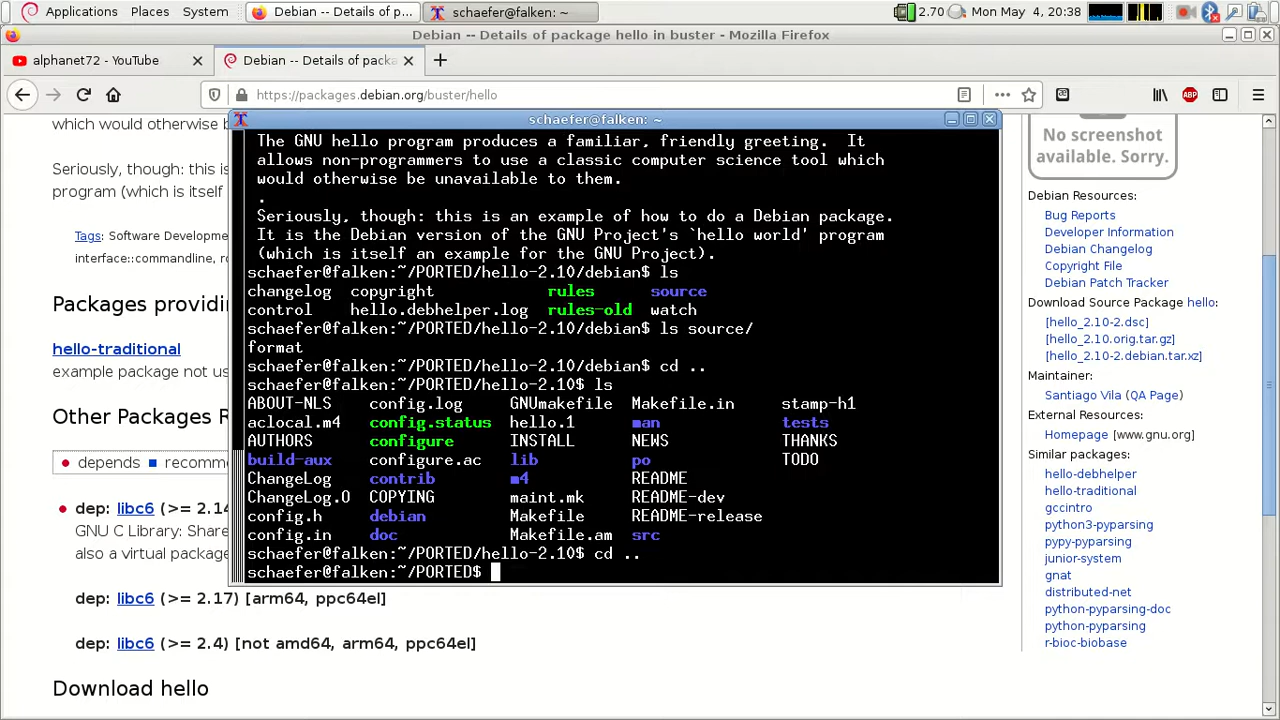 Applications Places System Debian -- Details of p... schaefer@falken: ~ 2.70 Mon May 4, 20:38
Debian -- Details of package hello in buster - Mozilla Firefox
alphanet72 - YouTube
Debian -- Details of packa
https://packages.debian.org/buster/hello
ABP
which would otherwise b
Seriously, though: this is
program (which is itself
Tags: Software Developm
interface::commandline, ro
Packages providin
hello-traditional
example package not us
Other Packages R
depends recomm
dep: libc6 (>= 2.14
GNU C Library: Share
also a virtual package
dep: libc6 (>= 2.17) [arm64, ppc64el]
dep: libc6 (>= 2.4) [not amd64, arm64, ppc64el]
Download hello
schaefer@falken: ~
The GNU hello program produces a familiar, friendly greeting. It
allows non-programmers to use a classic computer science tool which
would otherwise be unavailable to them.
.
Seriously, though: this is an example of how to do a Debian package.
It is the Debian version of the GNU Project's `hello world' program
(which is itself an example for the GNU Project).
schaefer@falken:~/PORTED/hello-2.10/debian$ ls
changelog copyright rules source
control hello.debhelper.log rules-old watch
schaefer@falken:~/PORTED/hello-2.10/debian$ ls source/
format
schaefer@falken:~/PORTED/hello-2.10/debian$ cd ..
schaefer@falken:~/PORTED/hello-2.10$ ls
ABOUT-NLS config.log GNUmakefile Makefile.in stamp-h1
aclocal.m4 config.status hello.1 man tests
AUTHORS configure INSTALL NEWS THANKS
build-aux configure.ac lib po TODO
ChangeLog contrib m4 README
ChangeLog.O COPYING maint.mk README-dev
config.h debian Makefile README-release
config.in doc Makefile.am src
schaefer@falken:~/PORTED/hello-2.10$ cd ..
schaefer@falken:~/PORTED$
No screenshot
available. Sorry.
Debian Resources:
Bug Reports
Developer Information
Debian Changelog
Copyright File
Debian Patch Tracker
Download Source Package hello:
[hello_2.10-2.dsc]
[hello_2.10.orig.tar.gz]
[hello_2.10-2.debian.tar.xz]
Maintainer:
Santiago Vila (QA Page)
External Resources:
Homepage [www.gnu.org]
Similar packages:
hello-debhelper
hello-traditional
gccintro
python3-pyparsing
pypy-pyparsing
junior-system
gnat
distributed-net
python-pyparsing-doc
python-pyparsing
r-bioc-biobase